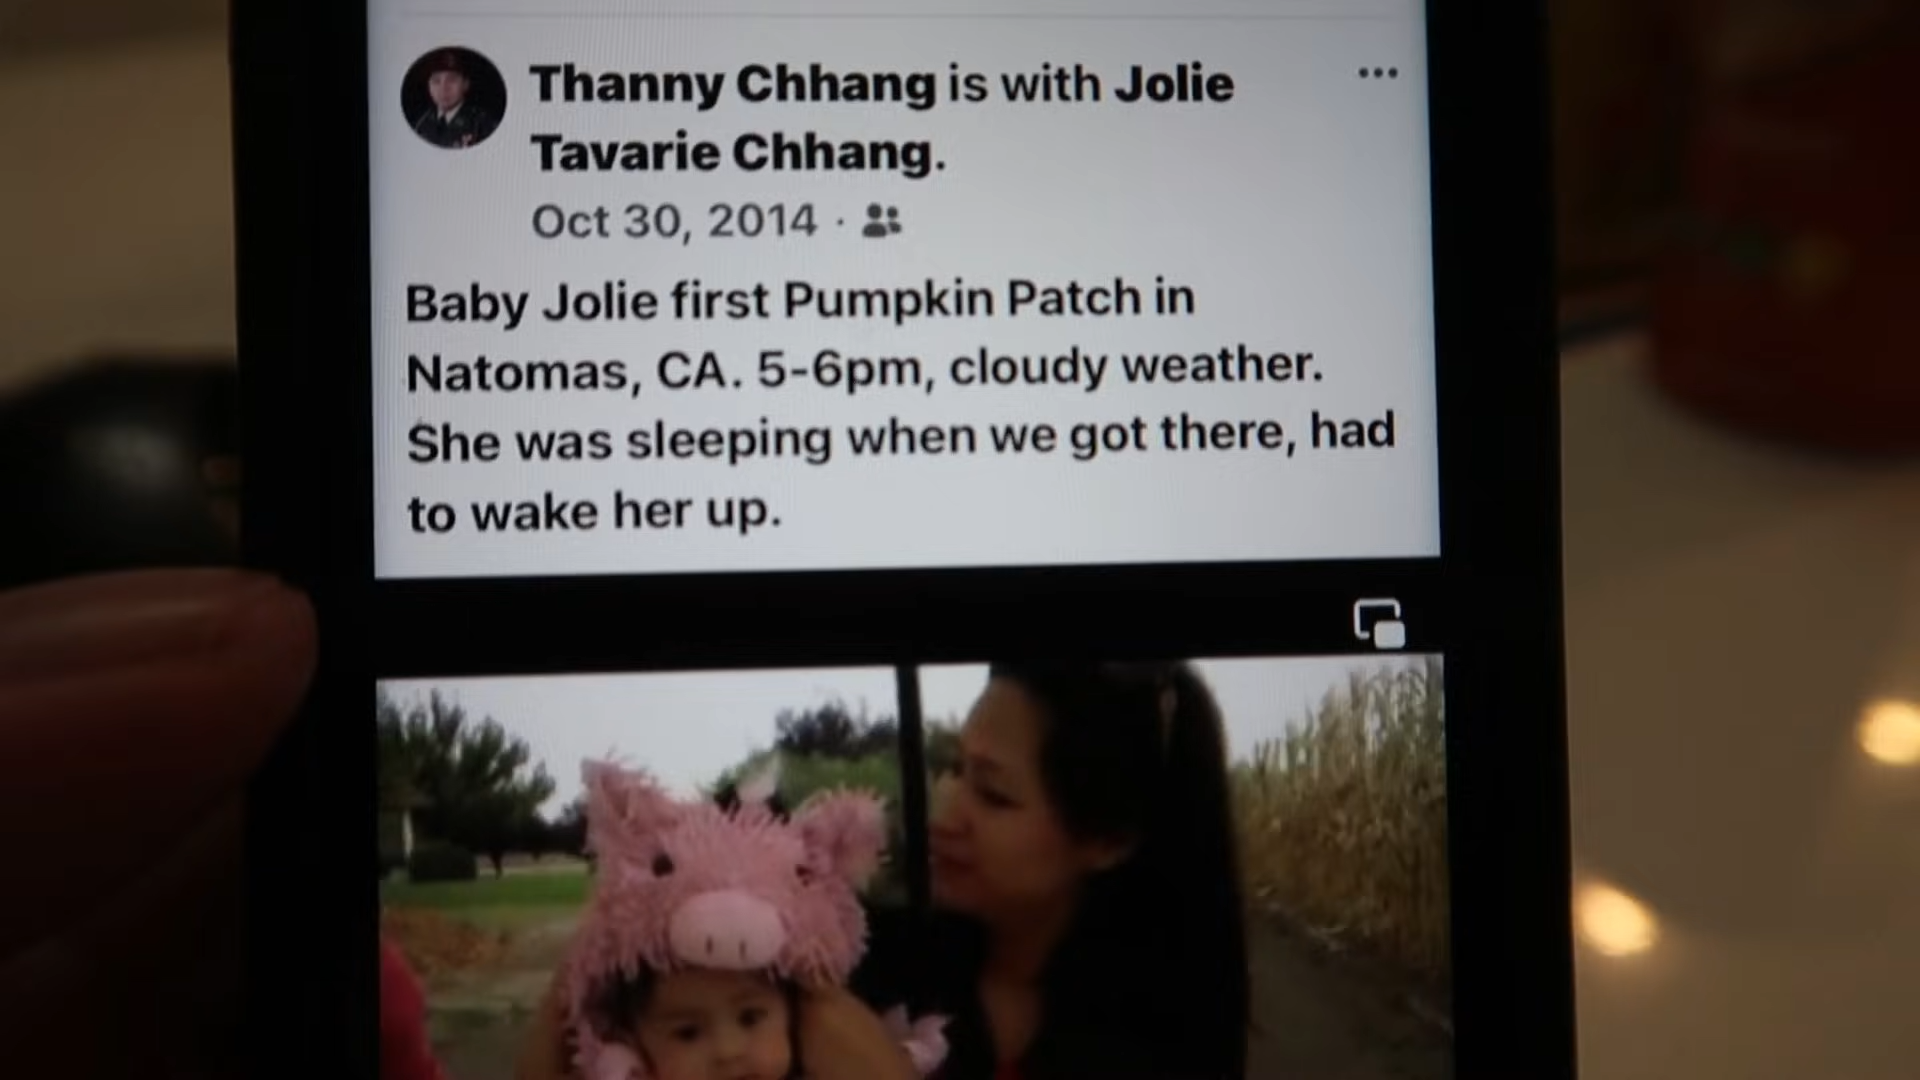 Thanny Chhang is with Jolie
Tavarie Chhang.
Oct 30, 2014 ·
Baby Jolie first Pumpkin Patch in
Natomas, CA. 5-6pm, cloudy weather.
She was sleeping when we got there, had
to wake her up.